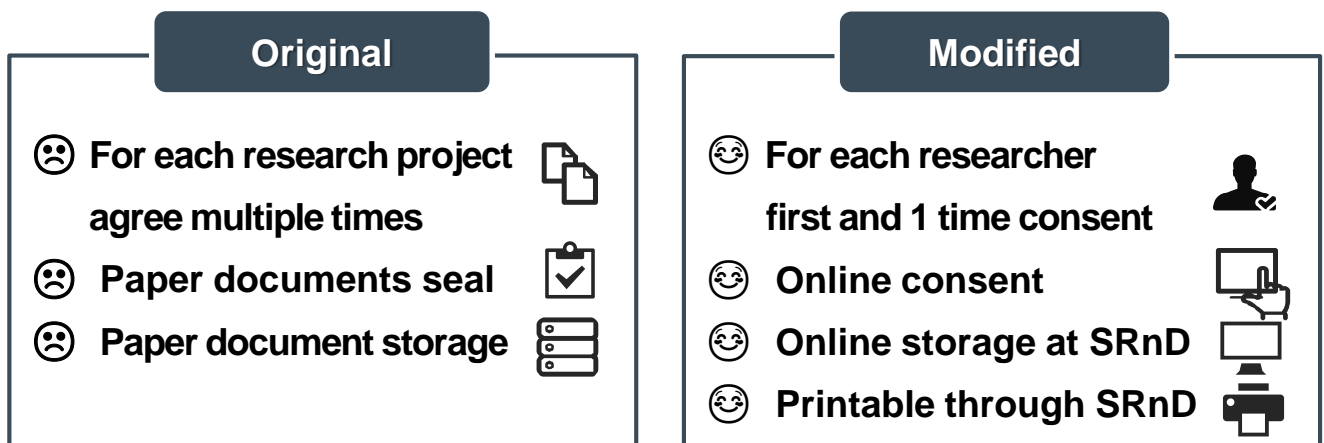 Original
For each research project
agree multiple times
Paper documents seal
Paper document storage
Modified
For each researcher
first and 1 time consent
Online consent
Online storage at SRnD
Printable through SRnD